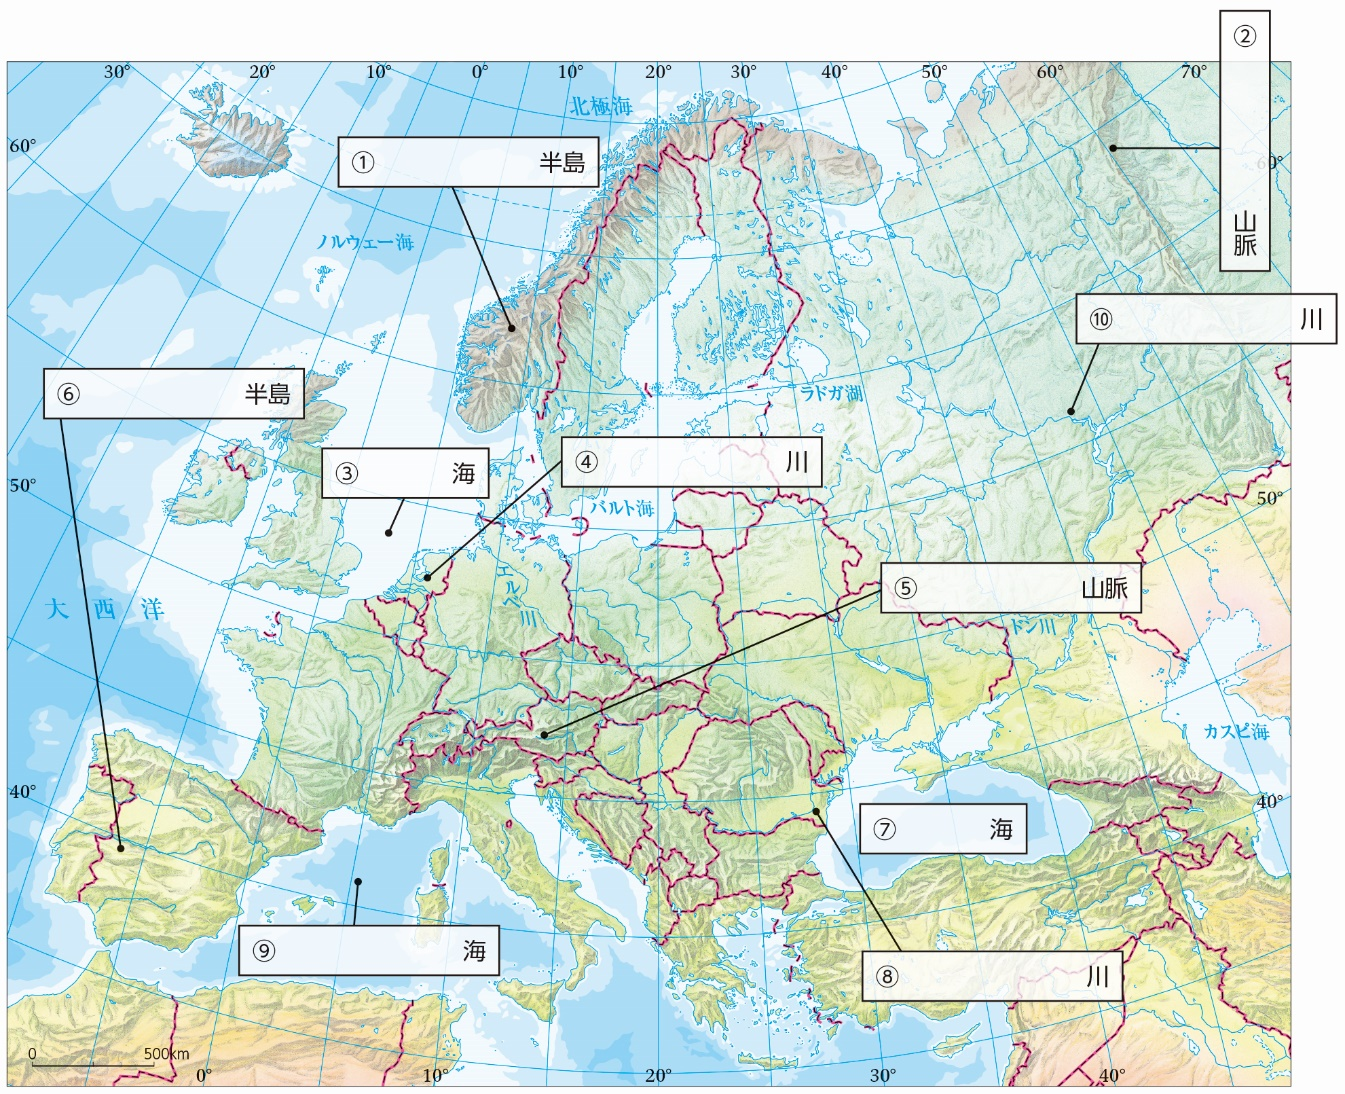 ②
山脈
30°
20°
10°
0°
10°
20°
30°
40°
50°
60°
70°
北極海
60°
① 半島
60°
ノルウェー海
⑩ 川
⑥ 半島
ラドガ湖
③ 海
④ 川
50°
50°
バルト海
エルベ川
⑤ 山脈
大西洋
ドン川
カスピ海
40°
40°
⑦ 海
⑨ 海
⑧ 川
0 500km
0°
10°
20°
30°
40°